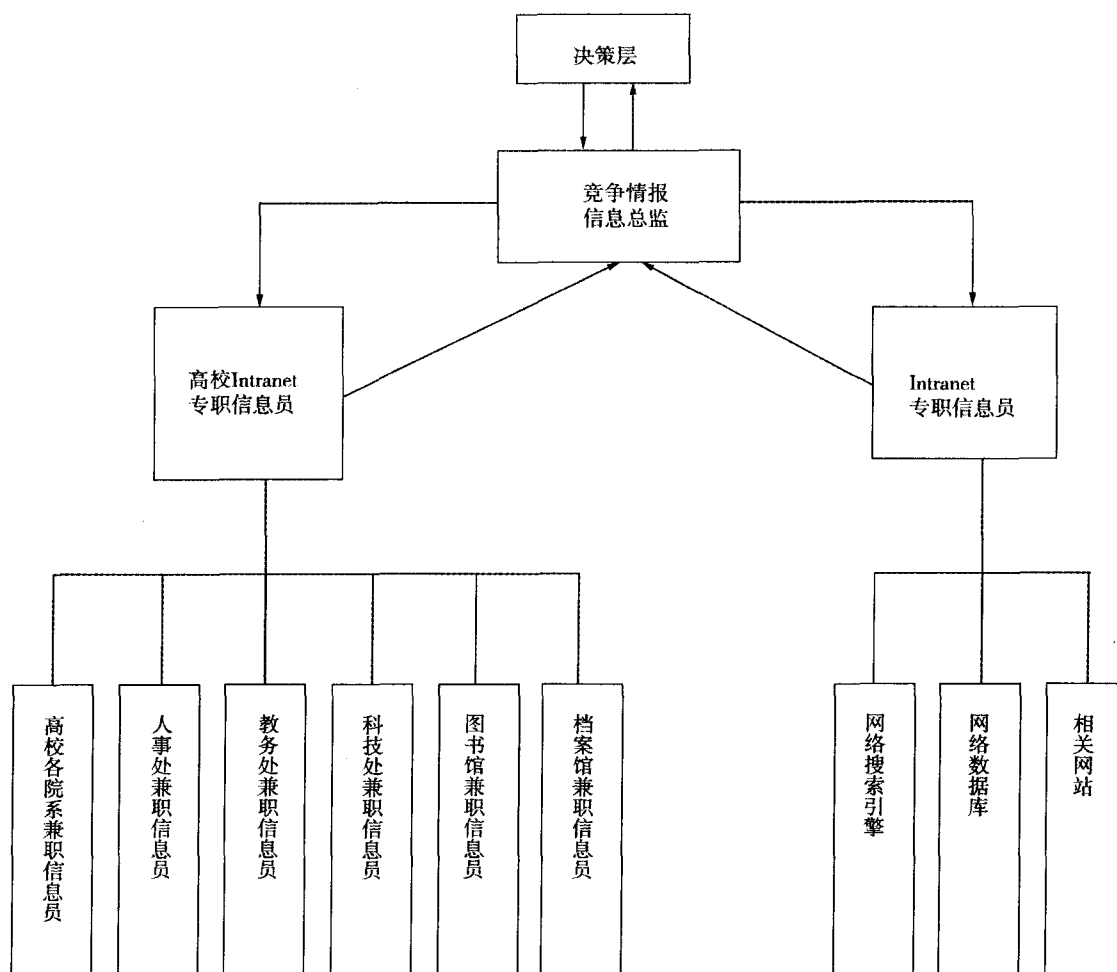 决策层
竞争情报
信息总监
高校Intranet
专职信息员
Intranet
专职信息员
高校各院系兼职信息员
人事处兼职信息员
教务处兼职信息员
科技处兼职信息员
图书馆兼职信息员
档案馆兼职信息员
网络搜索引擎
网络数据库
相关网站